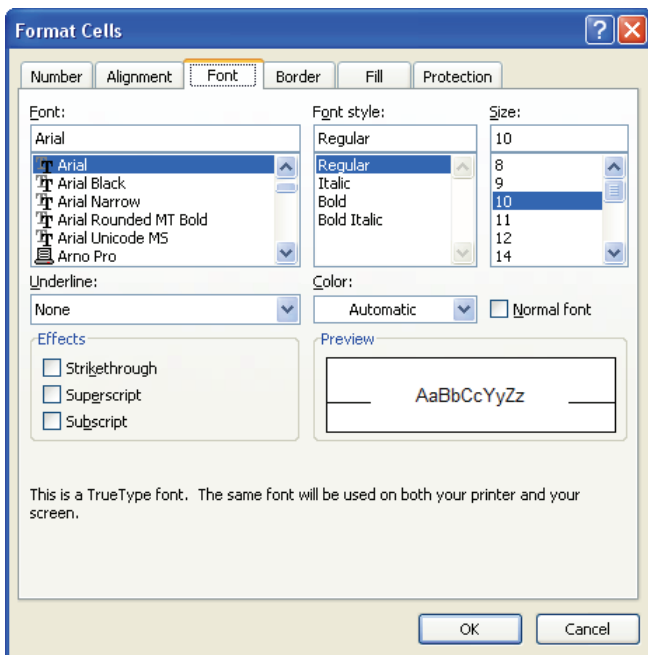 Format Cells
Number Alignment Font Border Fill Protection
Font: Font style: Size:
Arial Regular 10
Arial Regular 8
Arial Black Italic 9
Arial Narrow Bold 10
Arial Rounded MT Bold Bold Italic 11
Arial Unicode MS 12
Arno Pro 14
Underline: Color:
None Automatic Normal font
Effects Preview
Strikethrough
Superscript AaBbCcYyZz
Subscript
This is a TrueType font. The same font will be used on both your printer and your
screen.
OK Cancel